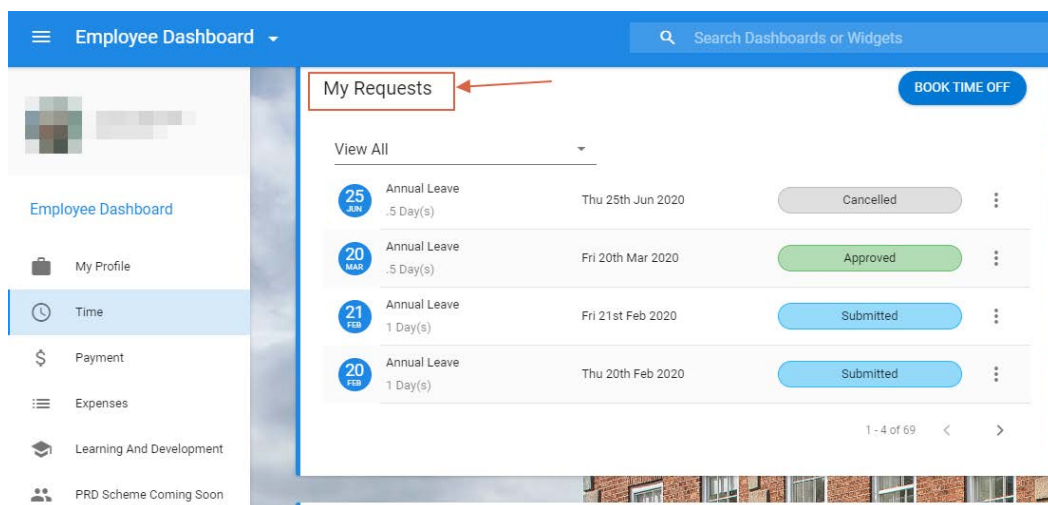 Employee Dashboard
Search Dashboards or Widgets
My Requests
BOOK TIME OFF
View All
25 JUN Annual Leave .5 Day(s) Thu 25th Jun 2020 Cancelled
20 MAR Annual Leave .5 Day(s) Fri 20th Mar 2020 Approved
21 FEB Annual Leave 1 Day(s) Fri 21st Feb 2020 Submitted
20 FEB Annual Leave 1 Day(s) Thu 20th Feb 2020 Submitted
1 - 4 of 69
Employee Dashboard
My Profile
Time
Payment
Expenses
Learning And Development
PRD Scheme Coming Soon